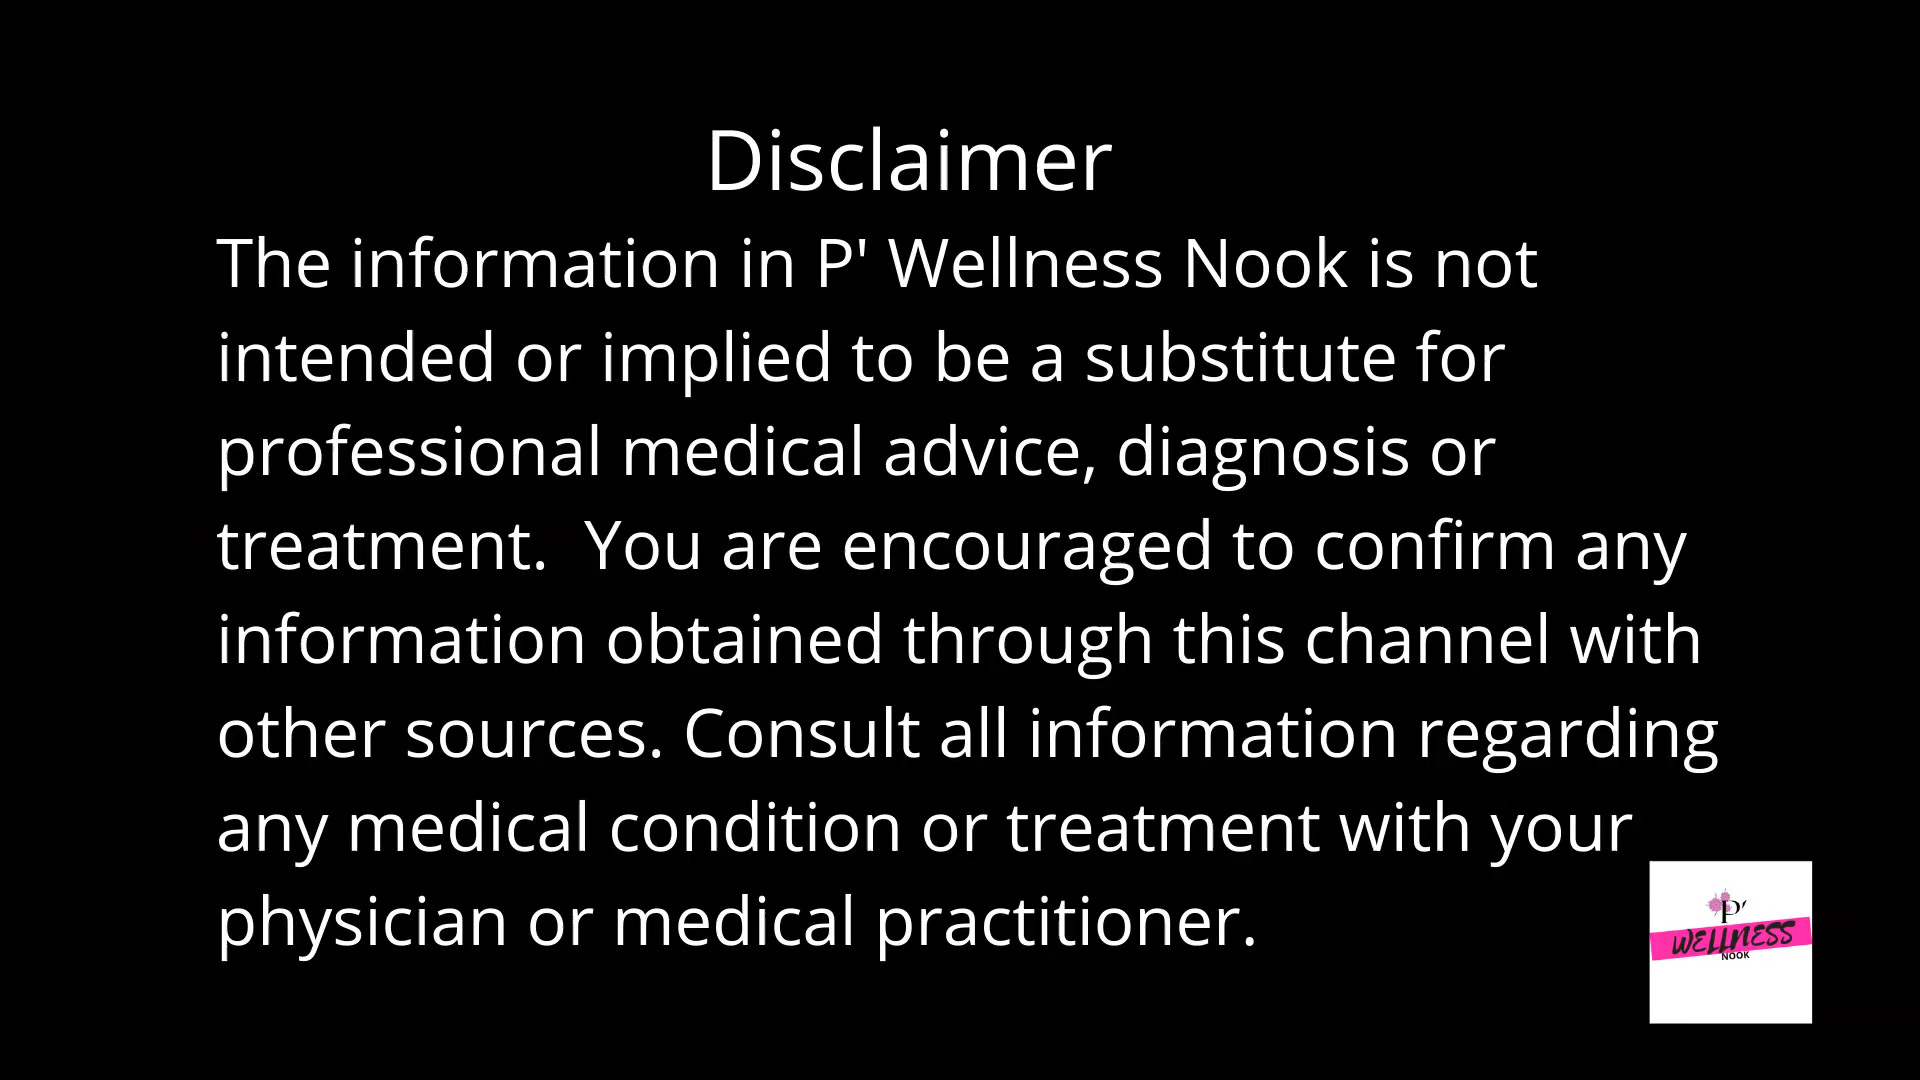 Disclaimer
The information in P' Wellness Nook is not
intended or implied to be a substitute for
professional medical advice, diagnosis or
treatment.  You are encouraged to confirm any
information obtained through this channel with
other sources. Consult all information regarding
any medical condition or treatment with your
physician or medical practitioner.
P'
WELLNESS
NOOK